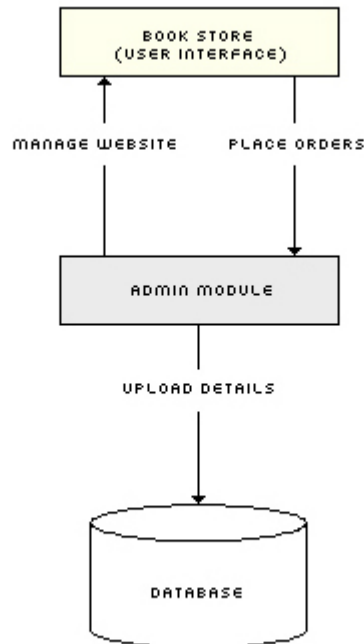 BOOK STORE
(USER INTERFACE)
MANAGE WEBSITE
PLACE ORDERS
ADMIN MODULE
UPLOAD DETAILS
DATABASE